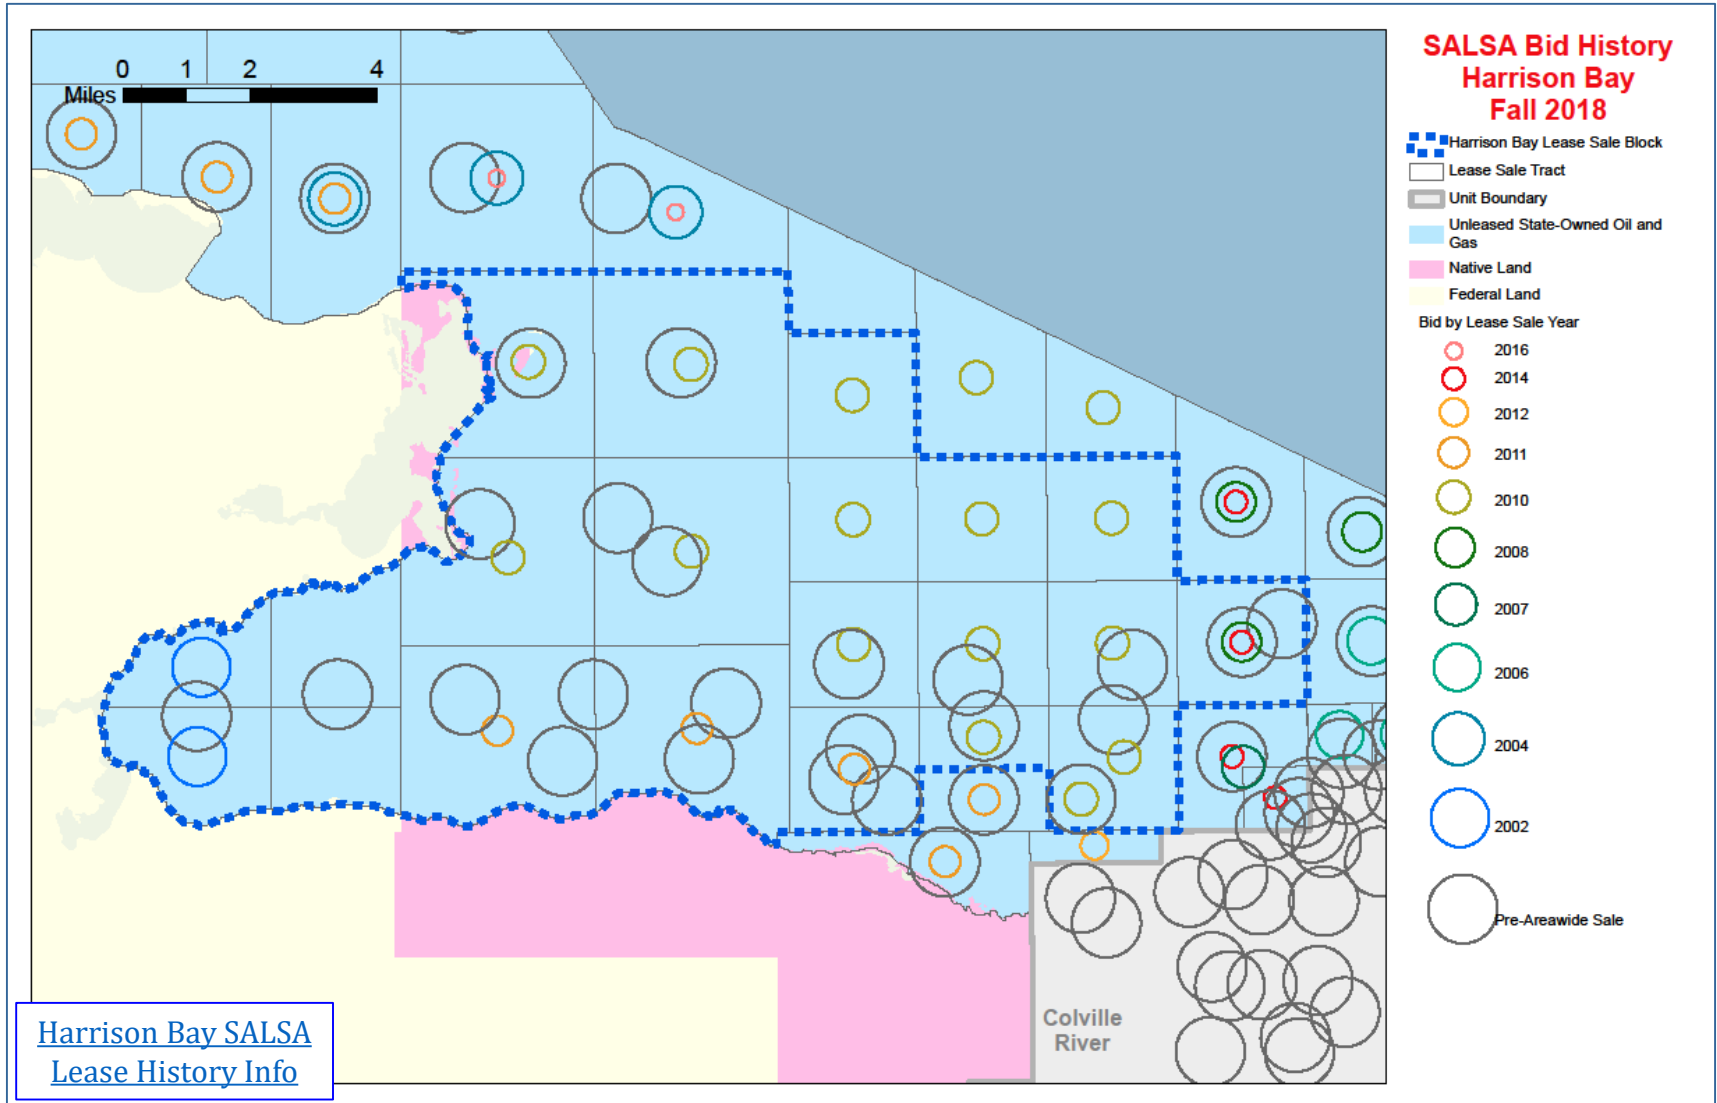 0 1 2 4
Miles
SALSA Bid History
Harrison Bay
Fall 2018
Harrison Bay Lease Sale Block
Lease Sale Tract
Unit Boundary
Unleased State-Owned Oil and
Gas
Native Land
Federal Land
Bid by Lease Sale Year
2016
2014
2012
2011
2010
2008
2007
2006
2004
2002
Pre-Areawide Sale
Colville
River
Harrison Bay SALSA
Lease History Info